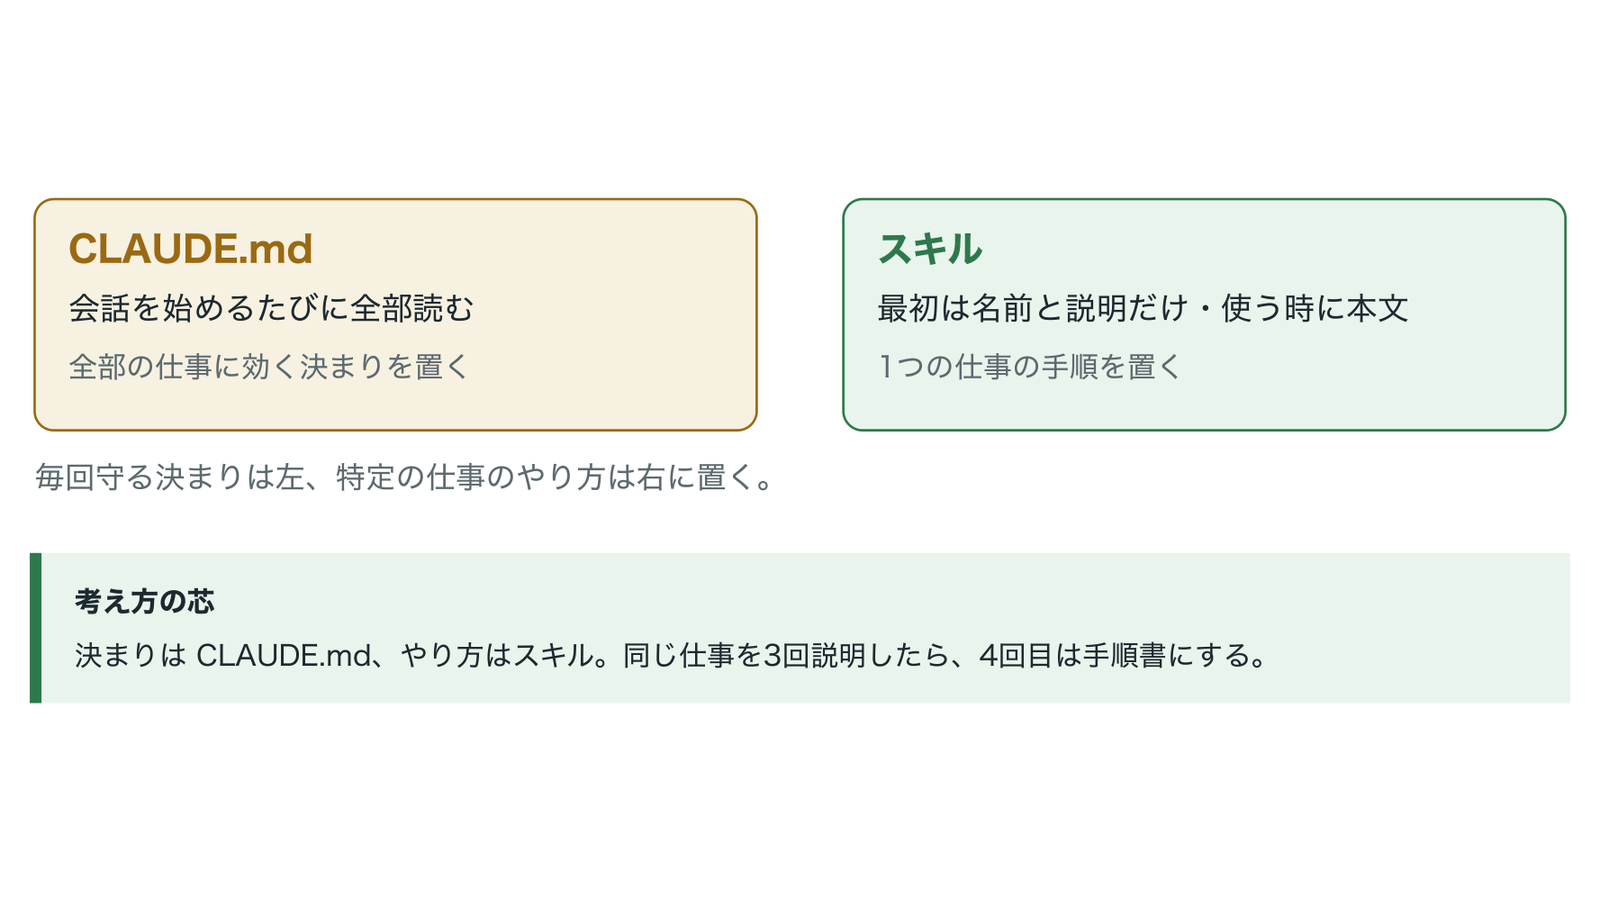 CLAUDE.md
会話を始めるたびに全部読む
全部の仕事に効く決まりを置く
スキル
最初は名前と説明だけ・使う時に本文
1つの仕事の手順を置く
毎回守る決まりは左、特定の仕事のやり方は右に置く。
考え方の芯
決まりは CLAUDE.md、やり方はスキル。同じ仕事を3回説明したら、4回目は手順書にする。